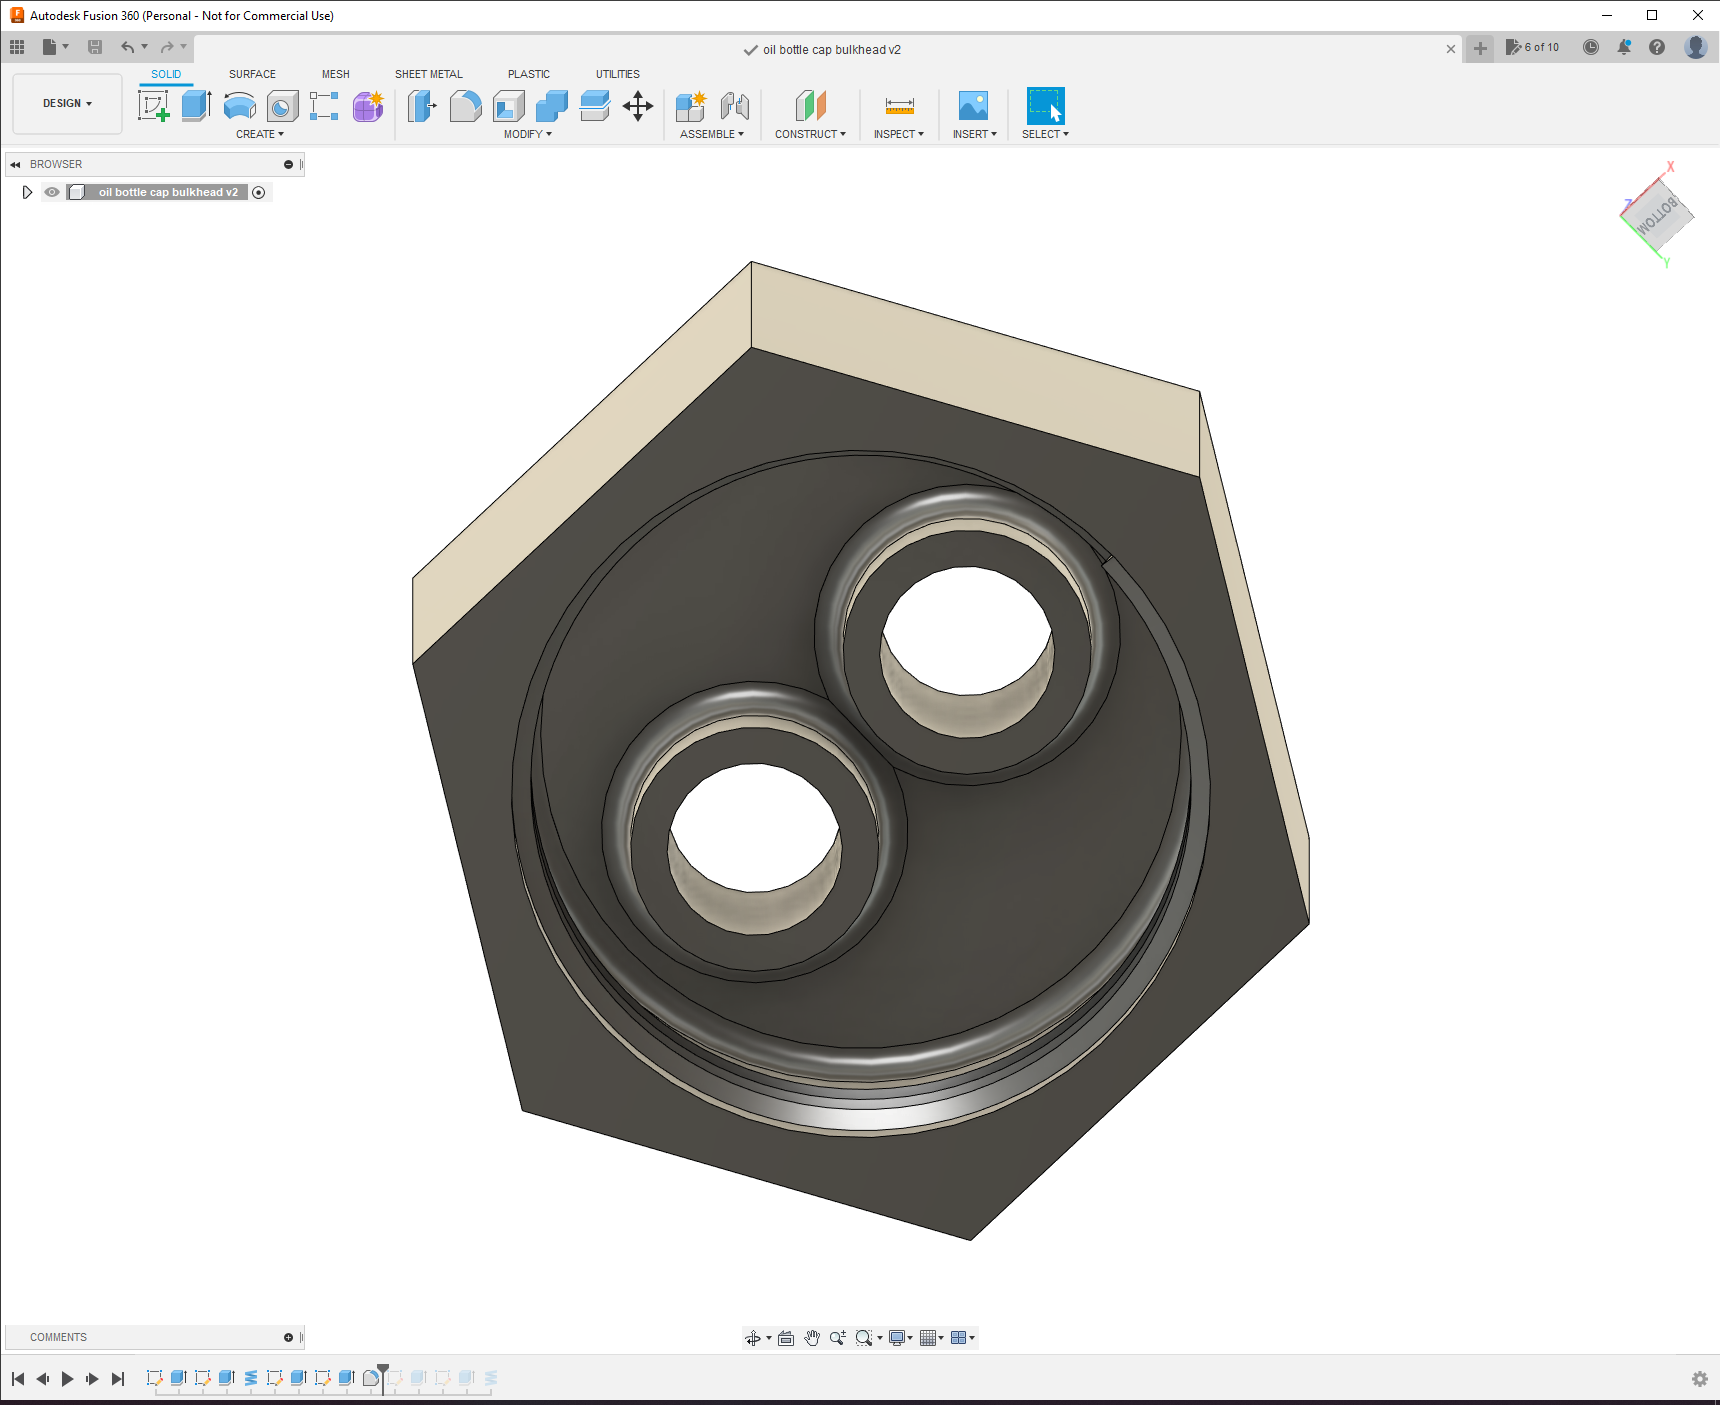 Autodesk Fusion 360 (Personal - Not for Commercial Use)
oil bottle cap bulkhead v2
6 of 10
SOLID SURFACE MESH SHEET METAL PLASTIC UTILITIES
DESIGN
CREATE MODIFY ASSEMBLE CONSTRUCT INSPECT INSERT SELECT
BROWSER
oil bottle cap bulkhead v2
X
Z
BOTTOM
Y
COMMENTS